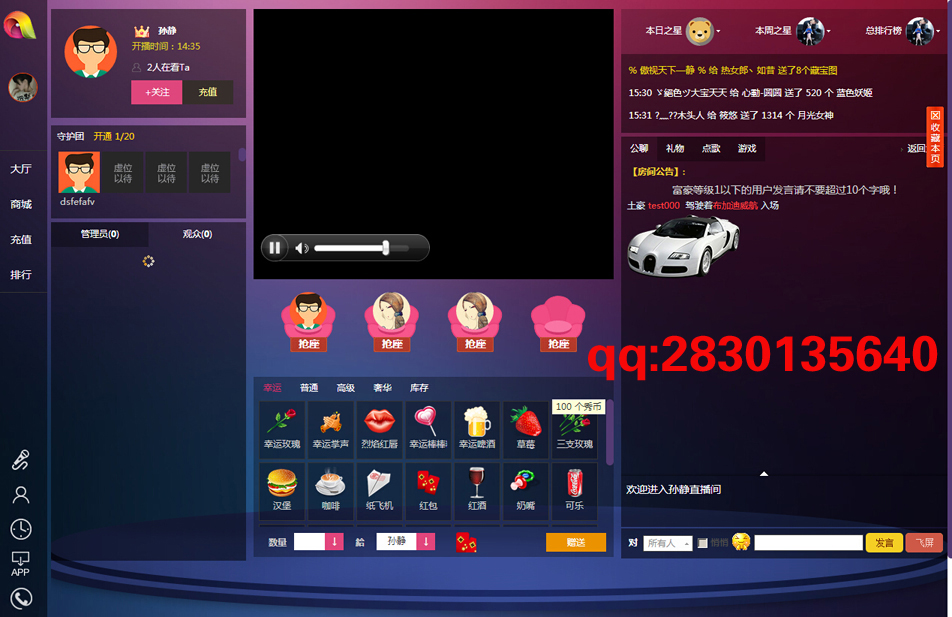 孙静
开播时间：14:35
2人在看Ta
+关注
充值
守护团 开通 1/20
虚位以待
虚位以待
虚位以待
dsfefafv
管理员(0)
观众(0)
大厅
商城
充值
排行
APP
抢座
抢座
抢座
抢座
幸运 普通 高级 奢华 库存
100 个秀币
幸运玫瑰 幸运掌声 烈焰红唇 幸运棒棒 幸运啤酒 草莓 三支玫瑰
汉堡 咖啡 纸飞机 红包 红酒 奶嘴 可乐
数量 給 孙静 赠送
本日之星 本周之星 总排行榜
% 傲视天下—静 % 给 热女郎丶如昔 送了8个藏宝图
15:30 ゞ絕色ツ大宝天天 给 心動-圆圆 送了 520 个 蓝色妖姬
15:31 ?﹏??木头人 给 筱悠 送了 1314 个 月光女神
收藏本页
公聊 礼物 点歌 游戏
返回
【房间公告】：
富豪等级1以下的用户发言请不要超过10个字哦！
土豪 test000 驾驶着布加迪威航 入场
qq:2830135640
欢迎进入孙静直播间
对 所有人 悄悄 发言 飞屏